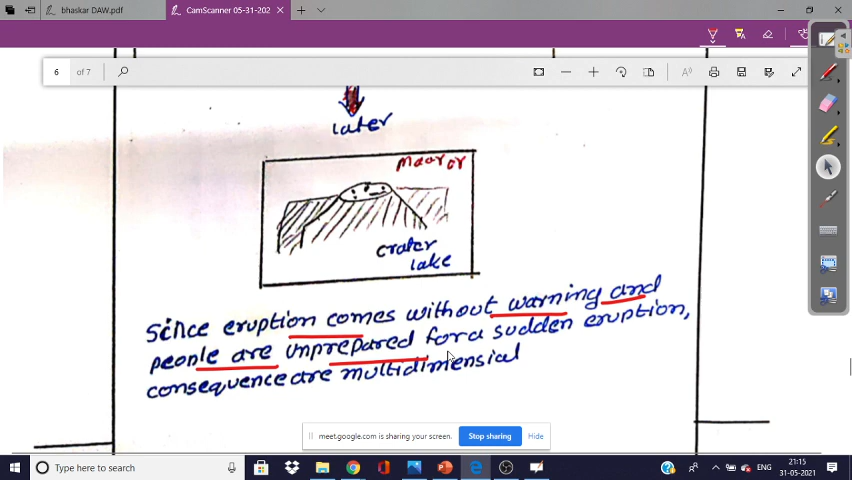 bhaskar DAW.pdf
CamScanner 05-31-202
6 of 7
later
maar or
crater
lake
Since eruption comes without warning and
people are unprepared for a sudden eruption,
consequence are multidimensial
meet.google.com is sharing your screen.
Stop sharing
Hide
Type here to search
ENG
21:15
31-05-2021